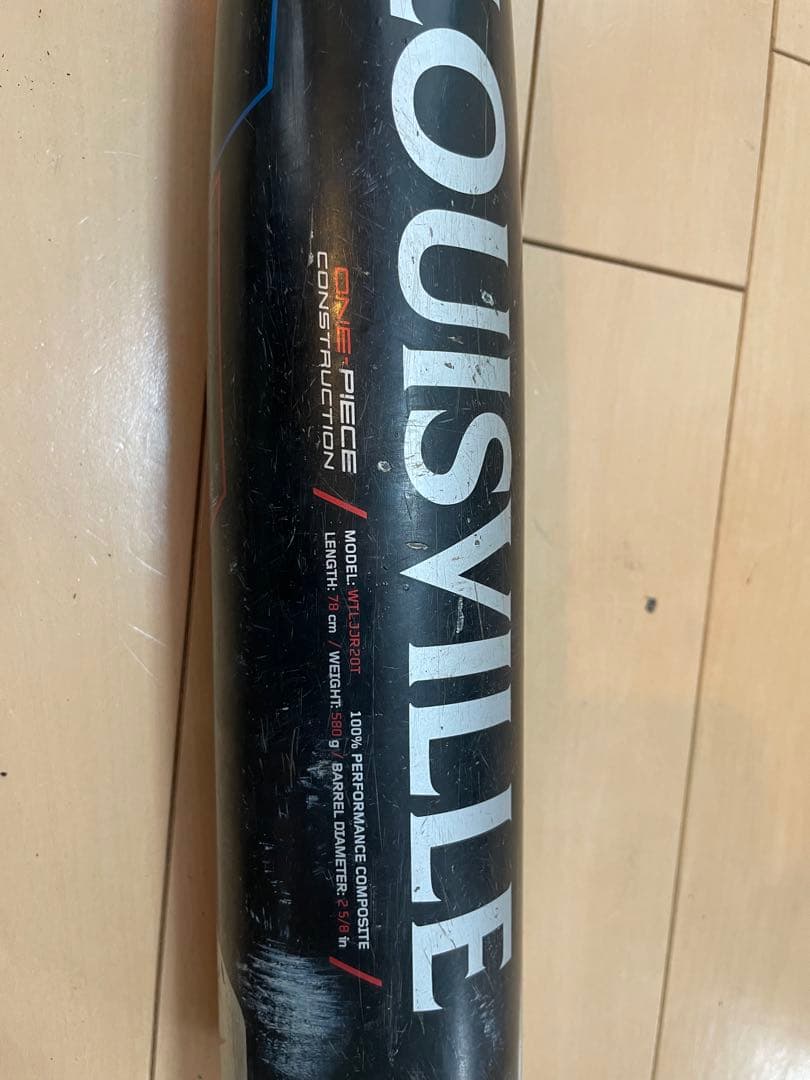 LOUISVILLE
ONE-PIECE
CONSTRUCTION
MODEL: WTLJJR20T 100% PERFORMANCE COMPOSITE
LENGTH: 78 cm / WEIGHT: 580 g / BARREL DIAMETER: 2 5/8 in